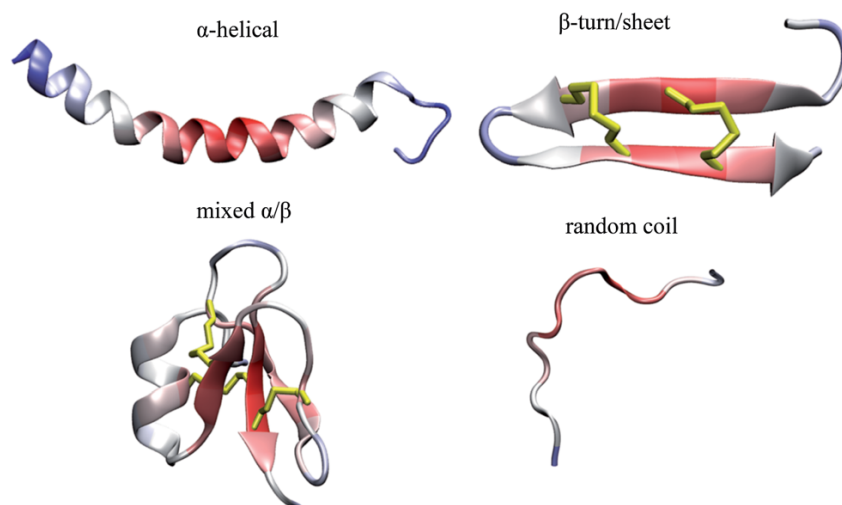 α-helical
β-turn/sheet
mixed α/β
random coil